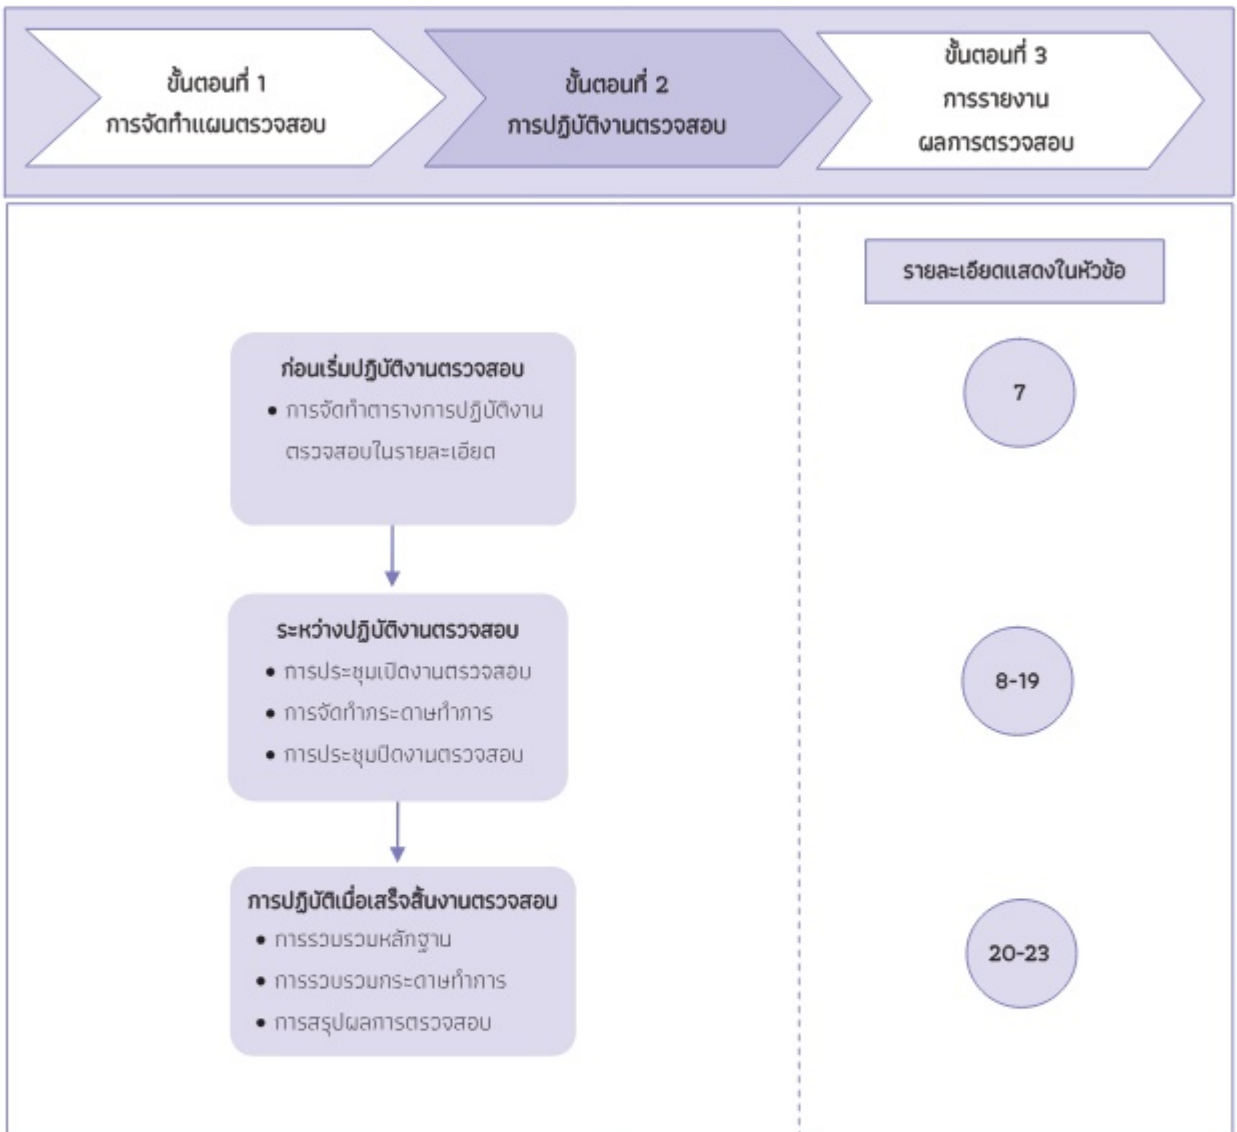 ขั้นตอนที่ 1
การจัดทำแผนตรวจสอบ
ขั้นตอนที่ 2
การปฏิบัติงานตรวจสอบ
ขั้นตอนที่ 3
การรายงาน
ผลการตรวจสอบ
รายละเอียดแสดงในหัวข้อ
ก่อนเริ่มปฏิบัติงานตรวจสอบ
• การจัดทำตารางการปฏิบัติงาน
ตรวจสอบในรายละเอียด
7
ระหว่างปฏิบัติงานตรวจสอบ
• การประชุมเปิดงานตรวจสอบ
• การจัดทำกระดาษทำการ
• การประชุมปิดงานตรวจสอบ
8-19
การปฏิบัติเมื่อเสร็จสิ้นงานตรวจสอบ
• การรวบรวมหลักฐาน
• การรวบรวมกระดาษทำการ
• การสรุปผลการตรวจสอบ
20-23